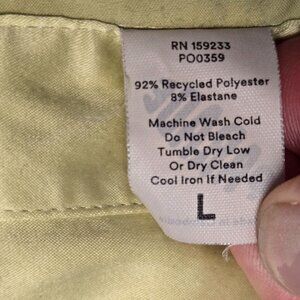 RN 159233
PO0359
92% Recycled Polyester
8% Elastane
Machine Wash Cold
Do Not Bleach
Tumble Dry Low
Or Dry Clean
Cool Iron If Needed
L